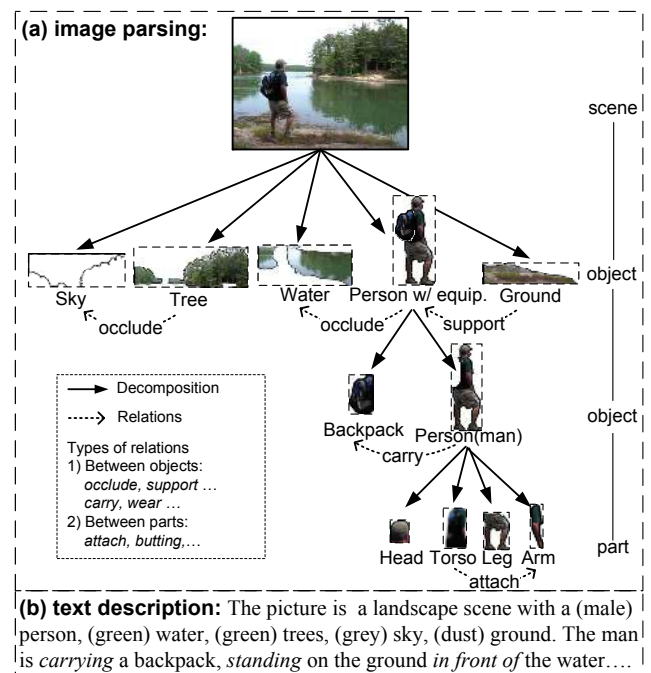 (a) image parsing:
scene
object
Sky Tree Water Person w/ equip. Ground
occlude occlude support
Decomposition
Relations
Types of relations
1) Between objects:
occlude, support ...
carry, wear ...
2) Between parts:
attach, butting,...
Backpack Person(man)
carry
object
Head Torso Leg Arm
attach
part
(b) text description: The picture is a landscape scene with a (male)
person, (green) water, (green) trees, (grey) sky, (dust) ground. The man
is carrying a backpack, standing on the ground in front of the water....